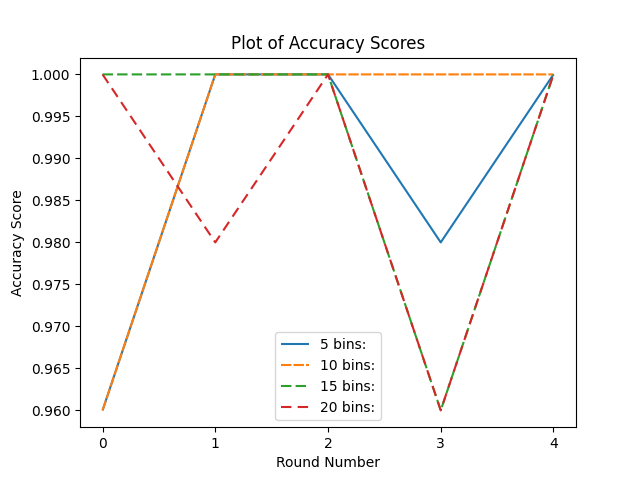 Plot of Accuracy Scores
1.000
0.995
0.990
0.985
0.980
0.975
0.970
0.965
0.960
Accuracy Score
5 bins:
10 bins:
15 bins:
20 bins:
0 1 2 3 4
Round Number